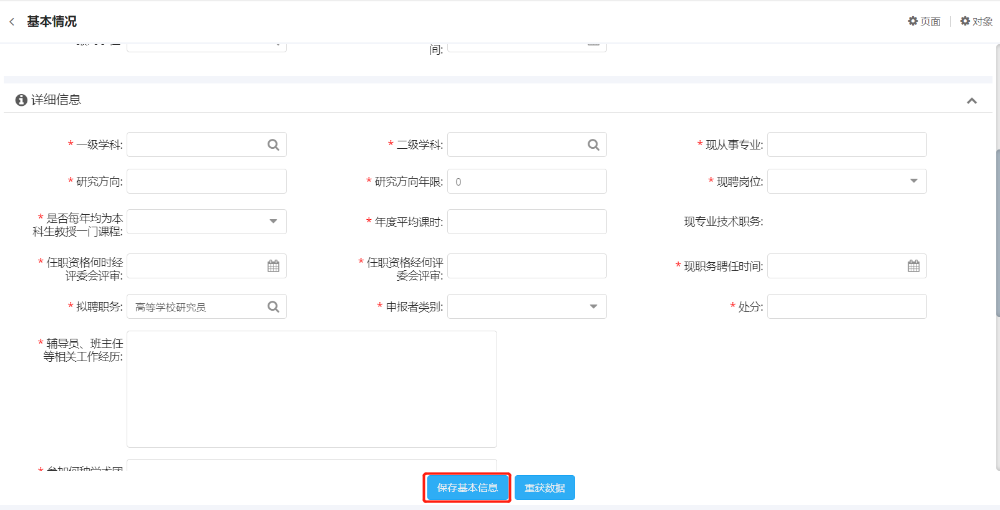 基本情况
页面
对象
间:
详细信息
* 一级学科:
* 二级学科:
* 现从事专业:
* 研究方向:
* 研究方向年限:
0
* 现聘岗位:
* 是否每年均为本
科生教授一门课程:
* 年度平均课时:
现专业技术职务:
* 任职资格何时经
评委会评审:
* 任职资格经何评
委会评审:
* 现职务聘任时间:
* 拟聘职务:
高等学校研究员
* 申报者类别:
* 处分:
* 辅导员、班主任
等相关工作经历:
* 参加何种学术团
保存基本信息
重获数据